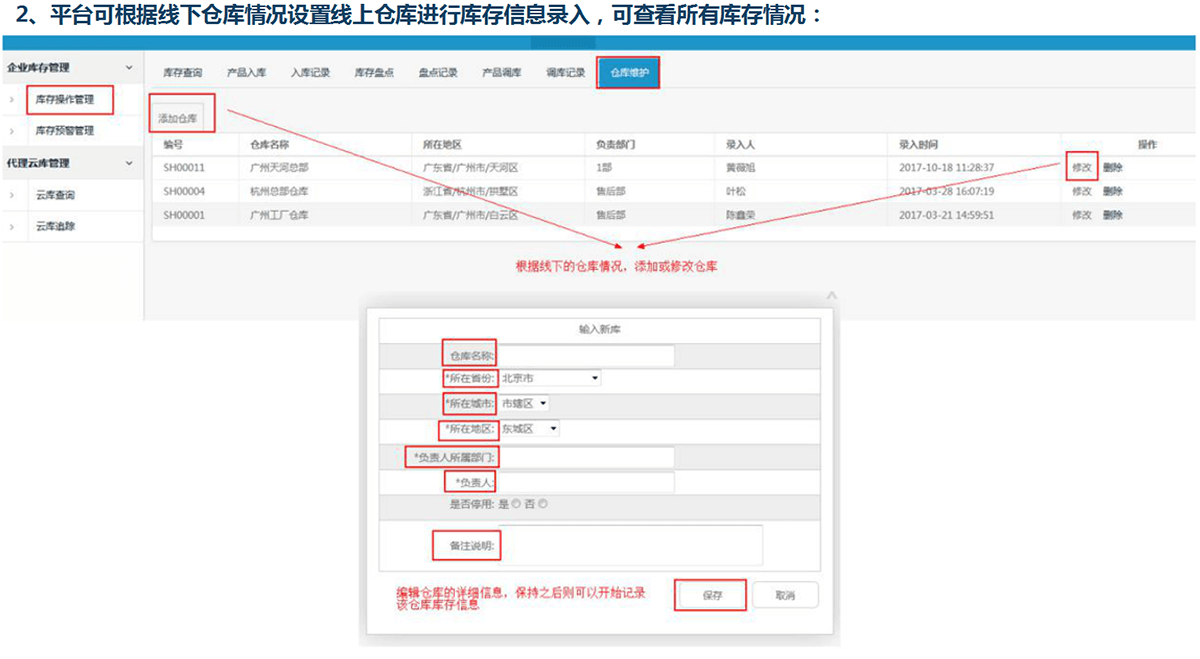 2、平台可根据线下仓库情况设置线上仓库进行库存信息录入，可查看所有库存情况：
企业库存管理
库存操作管理
库存预警管理
代理云库管理
云库查询
云库追踪
库存查询 产品入库 入库记录 库存盘点 盘点记录 产品调库 调库记录 仓库维护
添加仓库
编号 仓库名称 所在地区 负责部门 录入人 录入时间 操作
SH00011 广州天河总部 广东省/广州市/天河区 1部 黄薇旭 2017-10-18 11:28:37 修改 删除
SH00004 杭州总部仓库 浙江省/杭州市/拱墅区 售后部 叶松 2017-03-28 16:07:19 修改 删除
SH00001 广州工厂仓库 广东省/广州市/白云区 售后部 陈鑫荣 2017-03-21 14:59:51 修改 删除
根据线下的仓库情况，添加或修改仓库
输入新库
仓库名称:
*所在省份: 北京市
*所在城市: 市辖区
*所在地区: 东城区
*负责人所属部门:
*负责人:
是否停用: 是 否
备注说明:
编辑仓库的详细信息，保持之后则可以开始记录
该仓库库存信息
保存 取消